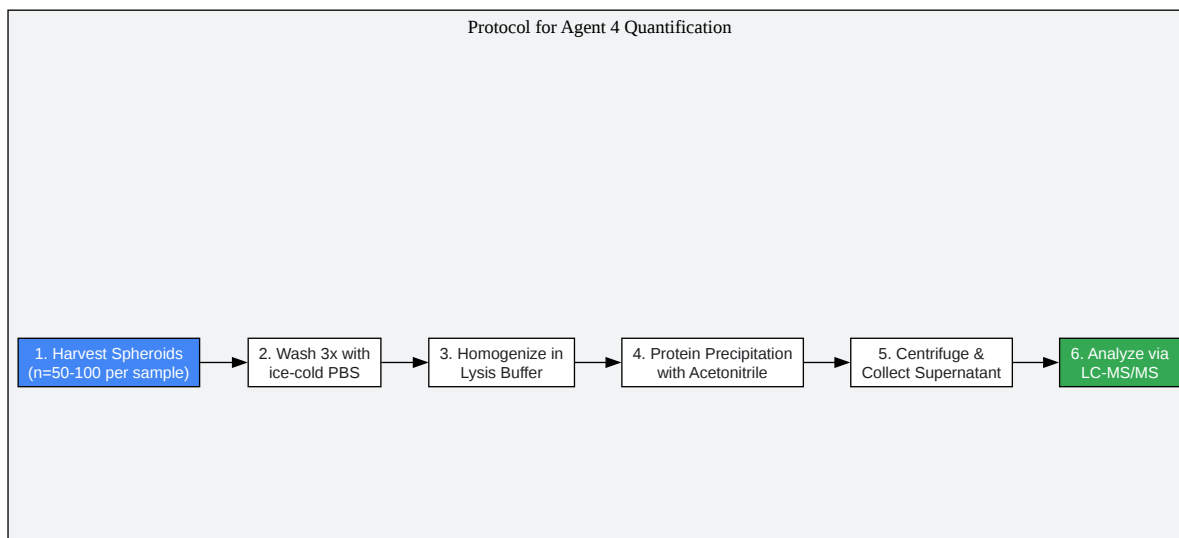 Protocol for Agent 4 Quantification
1. Harvest Spheroids
(n=50-100 per sample)
2. Wash 3x with
ice-cold PBS
3. Homogenize in
Lysis Buffer
4. Protein Precipitation
with Acetonitrile
5. Centrifuge &
Collect Supernatant
6. Analyze via
LC-MS/MS